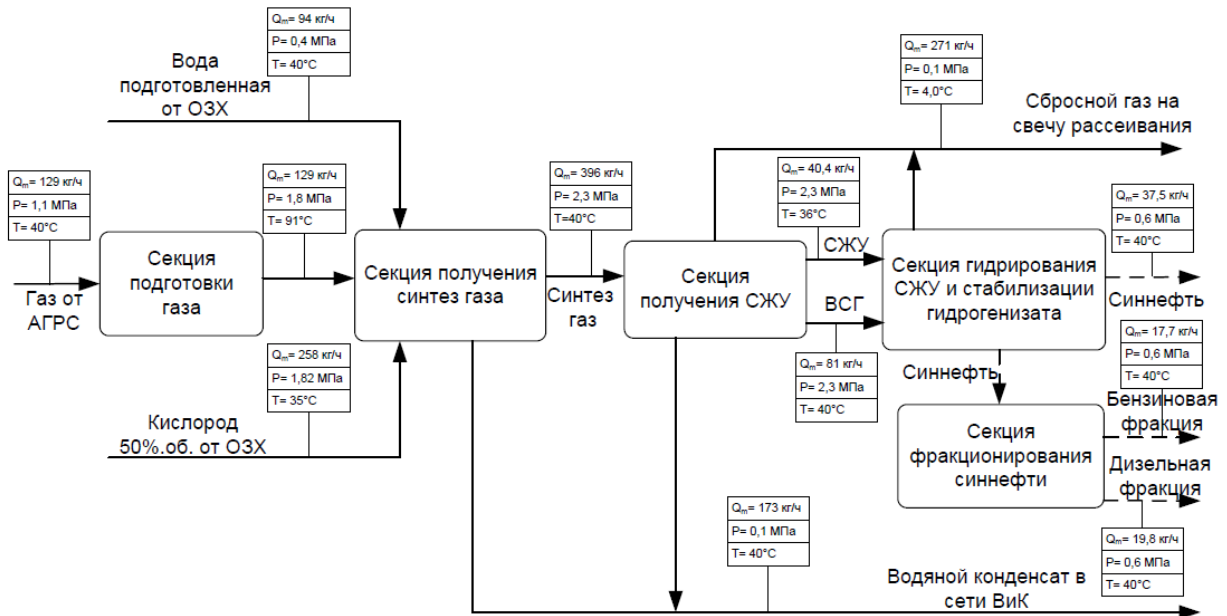 Qm= 94 кг/ч
P= 0,4 МПа
T= 40°C
Вода
подготовленная
от ОЗХ
Qm= 271 кг/ч
P= 0,1 МПа
T= 4,0°C
Сбросной газ на
свечу рассеивания
Qm= 129 кг/ч
P= 1,1 МПа
T= 40°C
Qm= 129 кг/ч
P= 1,8 МПа
T= 91°C
Qm= 396 кг/ч
P= 2,3 МПа
T=40°C
Qm= 40,4 кг/ч
P= 2,3 МПа
T= 36°C
Qm= 37,5 кг/ч
P= 0,6 МПа
T= 40°C
Газ от
АГРС
Секция
подготовки
газа
Секция получения
синтез газа
Синтез
газ
Секция
получения СЖУ
СЖУ
ВСГ
Секция гидрирования
СЖУ и стабилизации
гидрогенизата
Синнефть
Qm= 258 кг/ч
P= 1,82 МПа
T= 35°C
Кислород
50%.об. от ОЗХ
Qm= 81 кг/ч
P= 2,3 МПа
T= 40°C
Синнефть
Qm= 17,7 кг/ч
P= 0,6 МПа
T= 40°C
Бензиновая
фракция
Секция
фракционирования
синнефти
Дизельная
фракция
Qm= 19,8 кг/ч
P= 0,6 МПа
T= 40°C
Qm= 173 кг/ч
P= 0,1 МПа
T= 40°C
Водяной конденсат в
сети ВиК